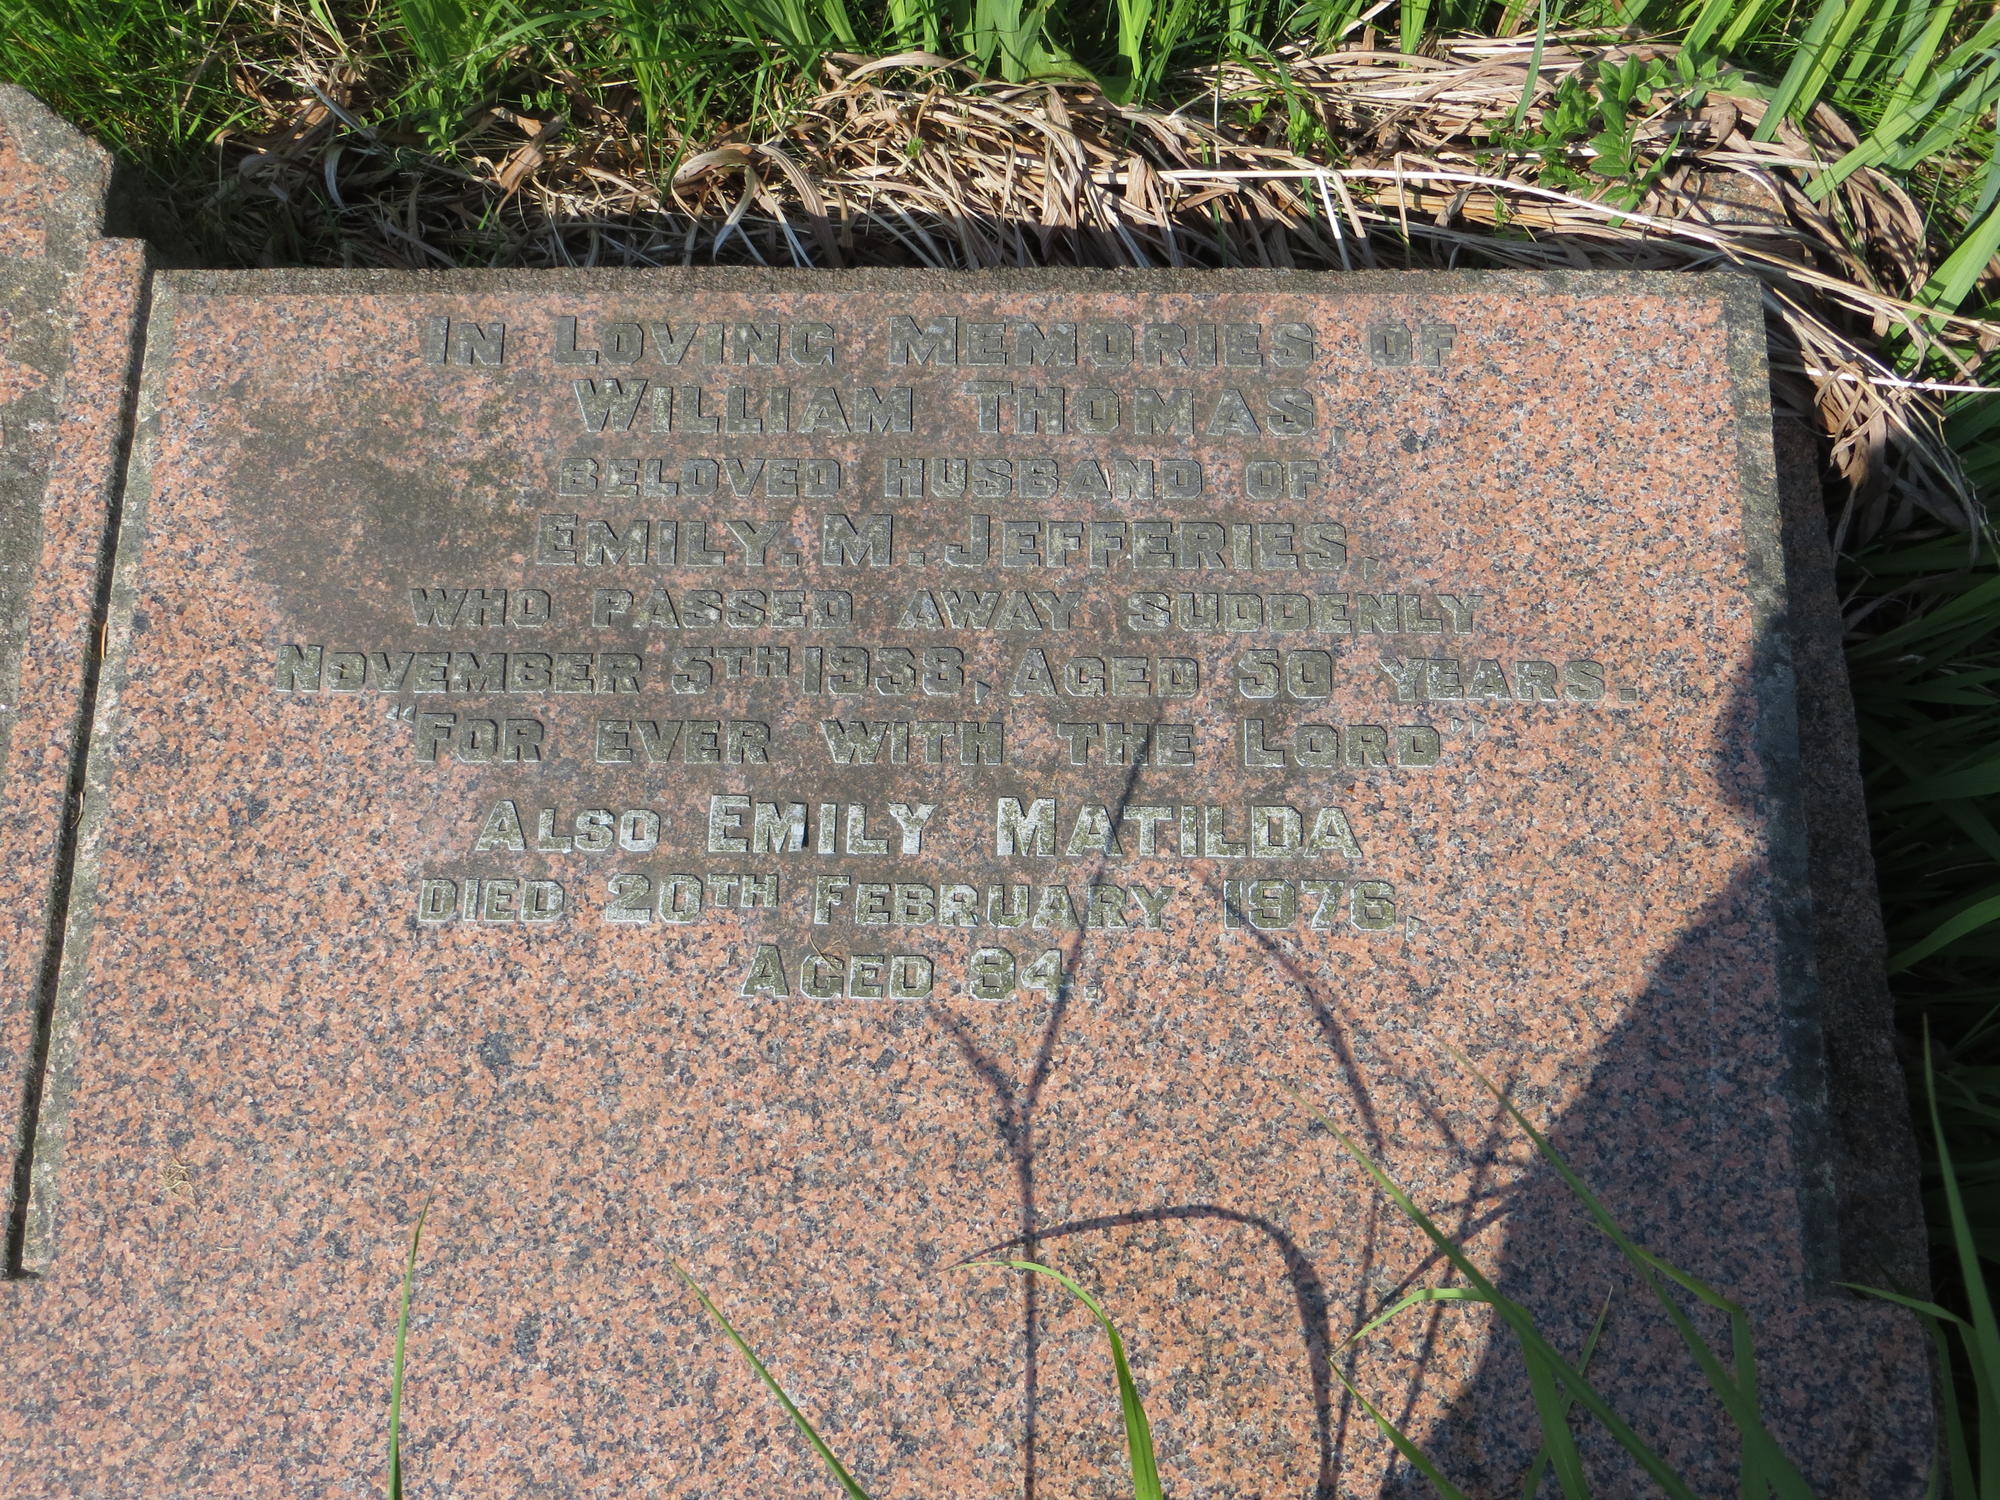 IN LOVING MEMORIES OF
WILLIAM THOMAS,
BELOVED HUSBAND OF
EMILY. M. JEFFERIES,
WHO PASSED AWAY SUDDENLY
NOVEMBER 5TH 1938, AGED 50 YEARS.
"FOR EVER WITH THE LORD"
ALSO EMILY MATILDA
DIED 20TH FEBRUARY 1976,
AGED 84.